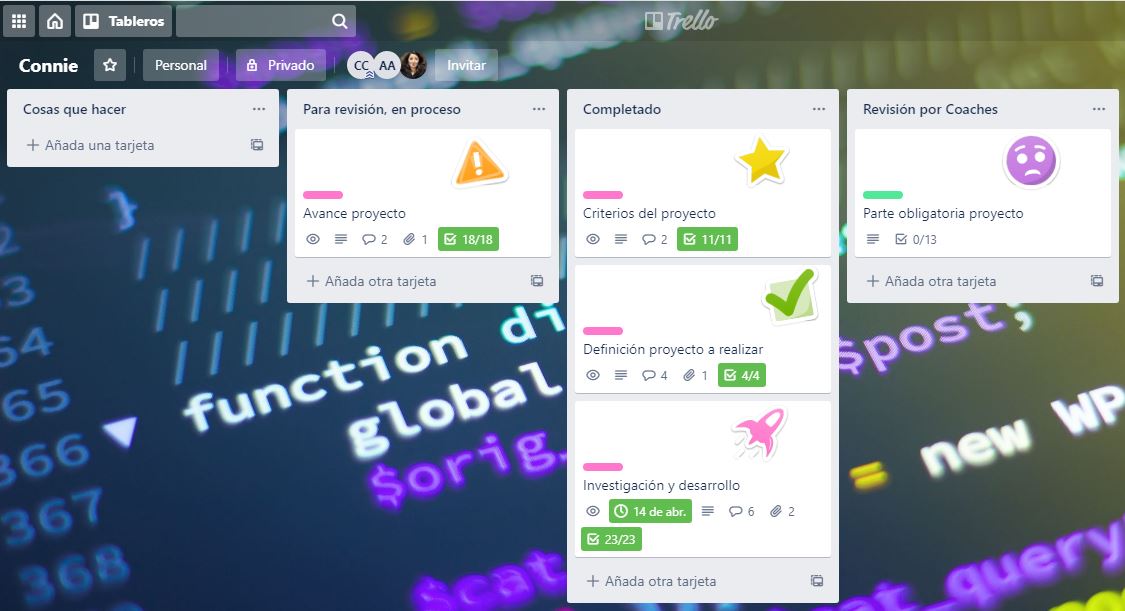 Tableros
Trello
Connie
Personal
Privado
CC
AA
Invitar
Cosas que hacer
Añada una tarjeta
Para revisión, en proceso
Avance proyecto
2
1
18/18
Añada otra tarjeta
Completado
Criterios del proyecto
2
11/11
Definición proyecto a realizar
4
1
4/4
Investigación y desarrollo
14 de abr.
6
2
23/23
Añada otra tarjeta
Revisión por Coaches
Parte obligatoria proyecto
0/13
Añada otra tarjeta
}
////////
////////
function di
global
$orig
$cat
$post;
= new WP
_query
365
366
367
368